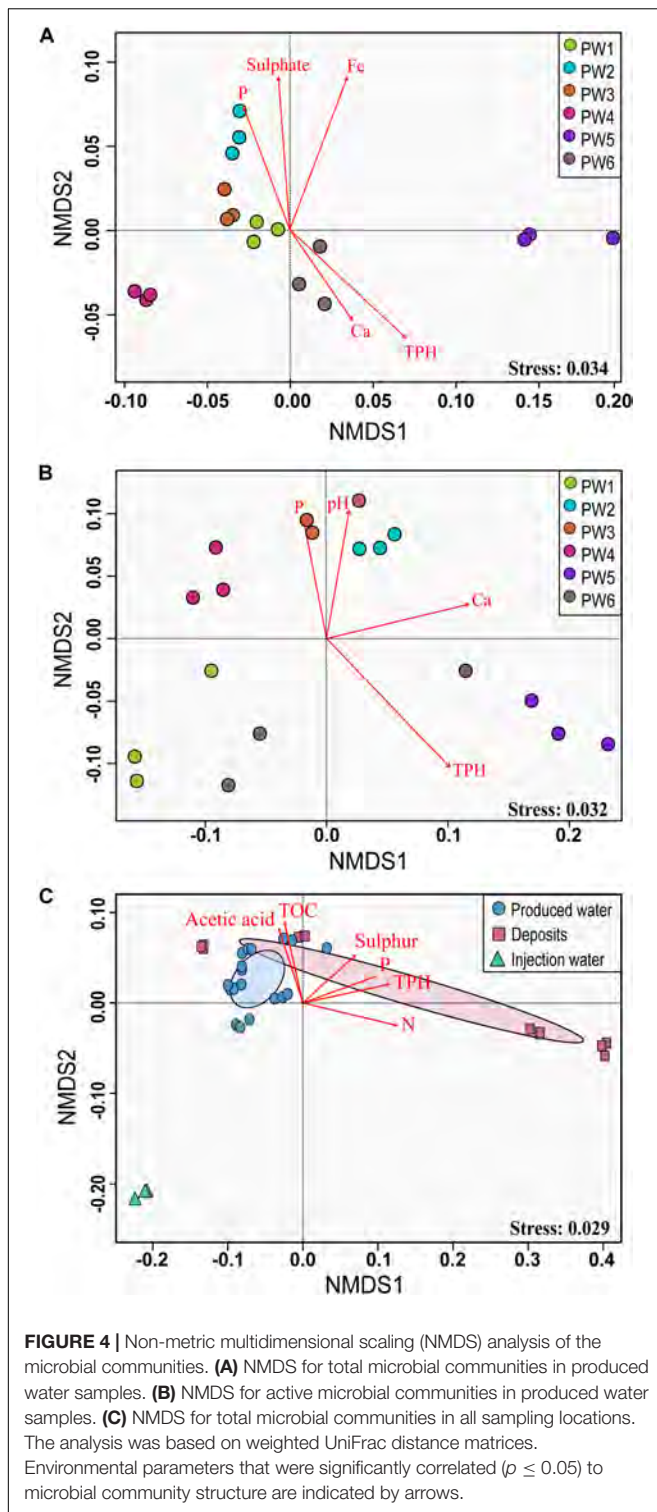 A
NMDS2
0.10
0.05
0.00
-0.05
Sulphate
Fe
P
Ca
TPH
PW1
PW2
PW3
PW4
PW5
PW6
Stress: 0.034
-0.10
-0.05
0.00
0.05
0.10
0.15
0.20
NMDS1
B
NMDS2
0.10
0.05
0.00
-0.05
-0.10
P
pH
Ca
TPH
PW1
PW2
PW3
PW4
PW5
PW6
Stress: 0.032
-0.1
0.0
0.1
0.2
NMDS1
C
NMDS2
0.10
0.00
-0.10
-0.20
Acetic acid
TOC
Sulphur
P
TPH
N
Produced water
Deposits
Injection water
Stress: 0.029
-0.2
-0.1
0.0
0.1
0.2
0.3
0.4
NMDS1
FIGURE 4 | Non-metric multidimensional scaling (NMDS) analysis of the
microbial communities. (A) NMDS for total microbial communities in produced
water samples. (B) NMDS for active microbial communities in produced water
samples. (C) NMDS for total microbial communities in all sampling locations.
The analysis was based on weighted UniFrac distance matrices.
Environmental parameters that were significantly correlated (p ≤ 0.05) to
microbial community structure are indicated by arrows.